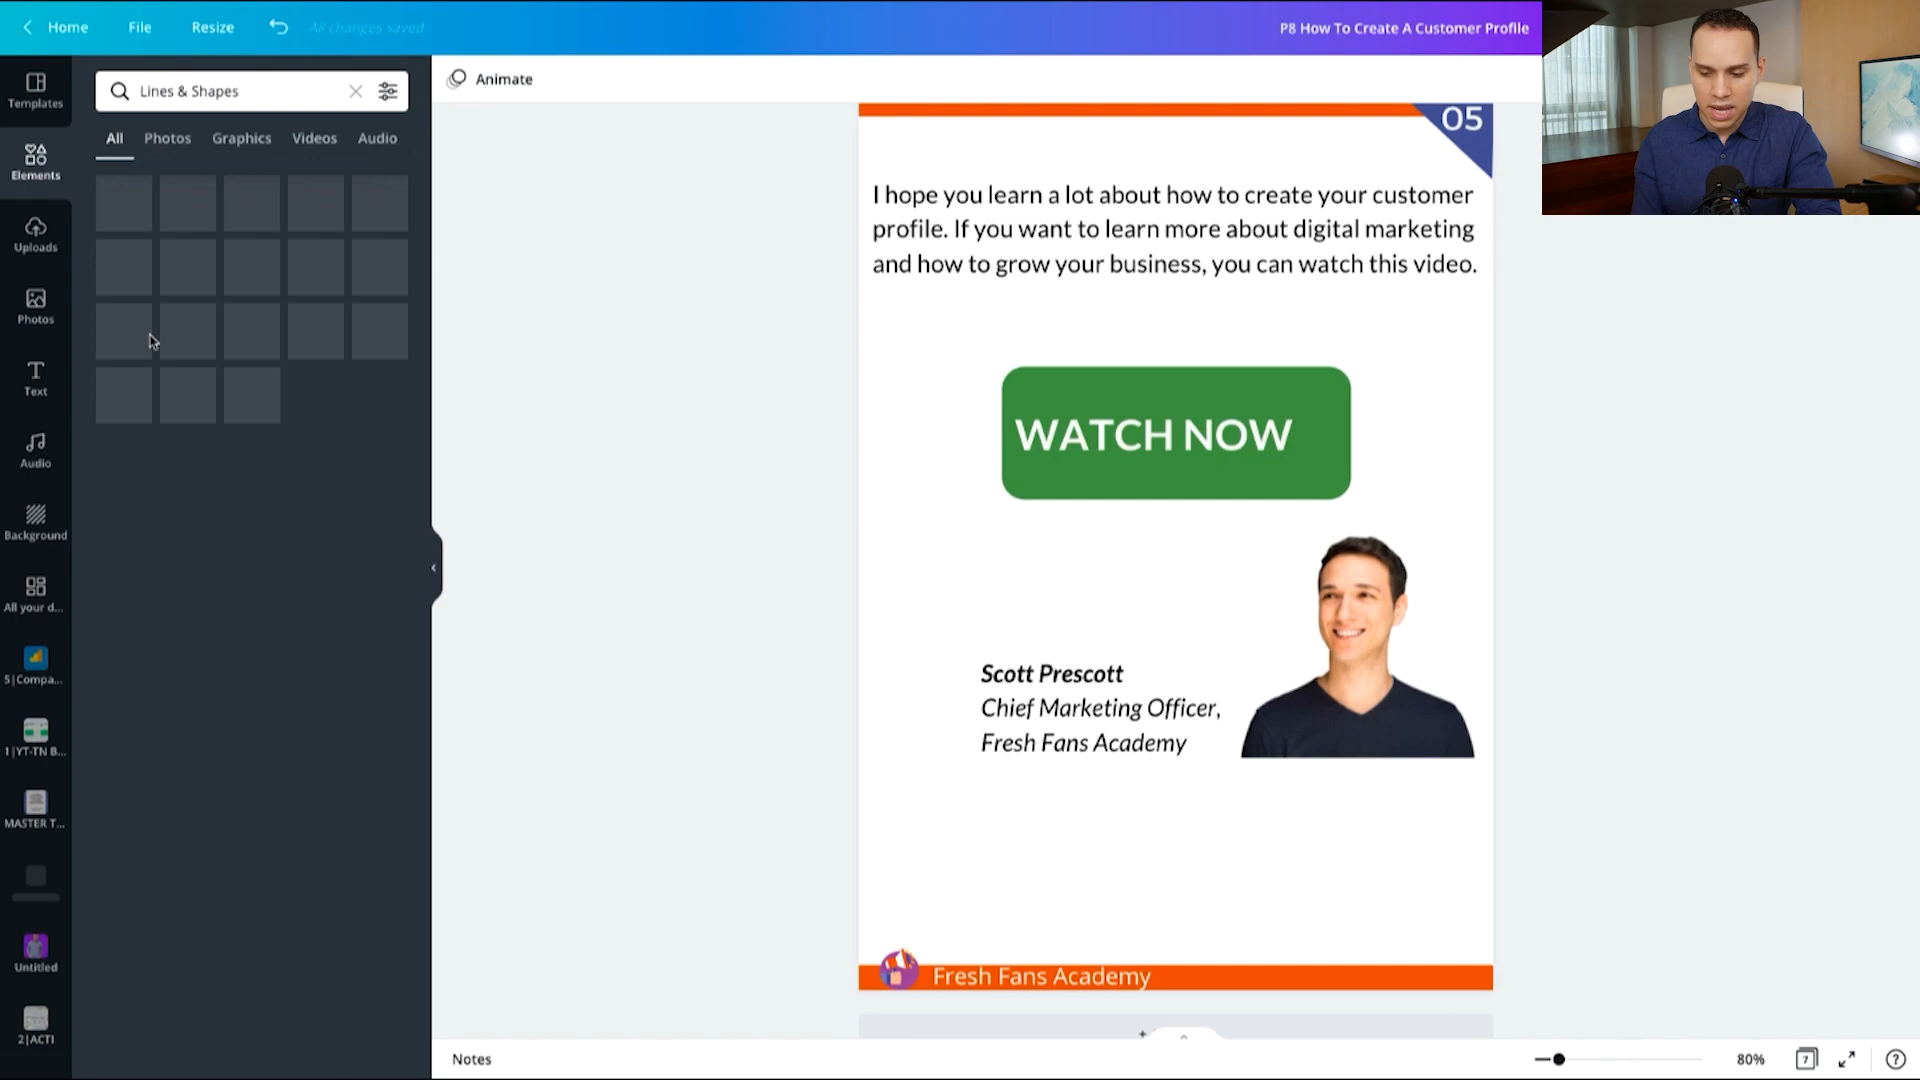 Home
File
Resize
All changes saved
P8 How To Create A Customer Profile
Templates
Elements
Uploads
Photos
Text
Audio
Background
All your d...
5|Compa...
1|YT-TN B...
MASTER T...
Untitled
2|ACTI
Lines & Shapes
All
Photos
Graphics
Videos
Audio
Animate
05
I hope you learn a lot about how to create your customer
profile. If you want to learn more about digital marketing
and how to grow your business, you can watch this video.
WATCH NOW
Scott Prescott
Chief Marketing Officer,
Fresh Fans Academy
Fresh Fans Academy
Notes
80%
7
?